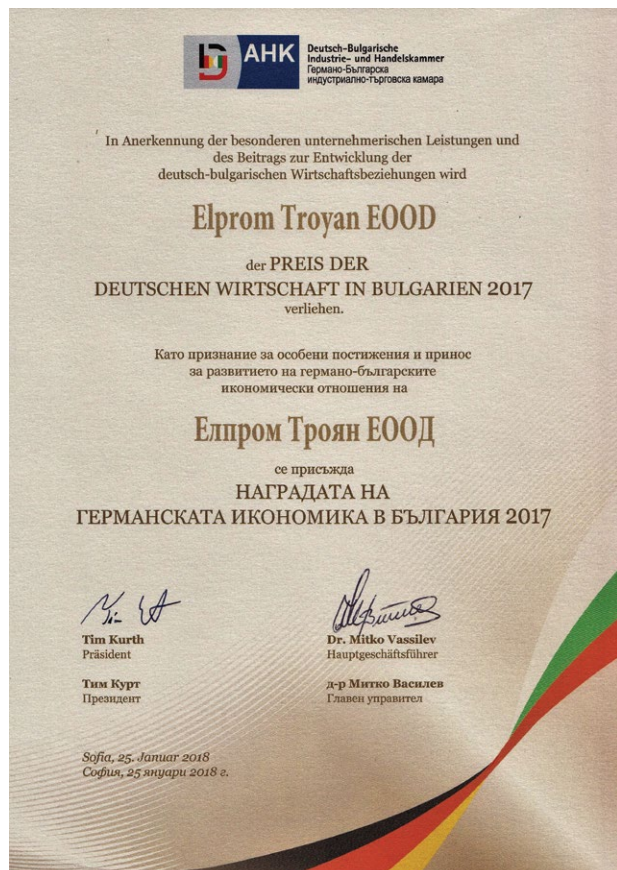 AHK
Deutsch-Bulgarische
Industrie- und Handelskammer
Германо-Българска
индустриално-търговска камара
In Anerkennung der besonderen unternehmerischen Leistungen und
des Beitrags zur Entwicklung der
deutsch-bulgarischen Wirtschaftsbeziehungen wird
Elprom Troyan EOOD
der PREIS DER
DEUTSCHEN WIRTSCHAFT IN BULGARIEN 2017
verliehen.
Като признание за особени постижения и принос
за развитието на германо-българските
икономически отношения на
Елпром Троян ЕООД
се присъжда
НАГРАДАТА НА
ГЕРМАНСКАТА ИКОНОМИКА В БЪЛГАРИЯ 2017
Tim Kurth
Präsident
Тим Курт
Президент
Dr. Mitko Vassilev
Hauptgeschäftsführer
д-р Митко Василев
Главен управител
Sofia, 25. Januar 2018
София, 25 януари 2018 г.